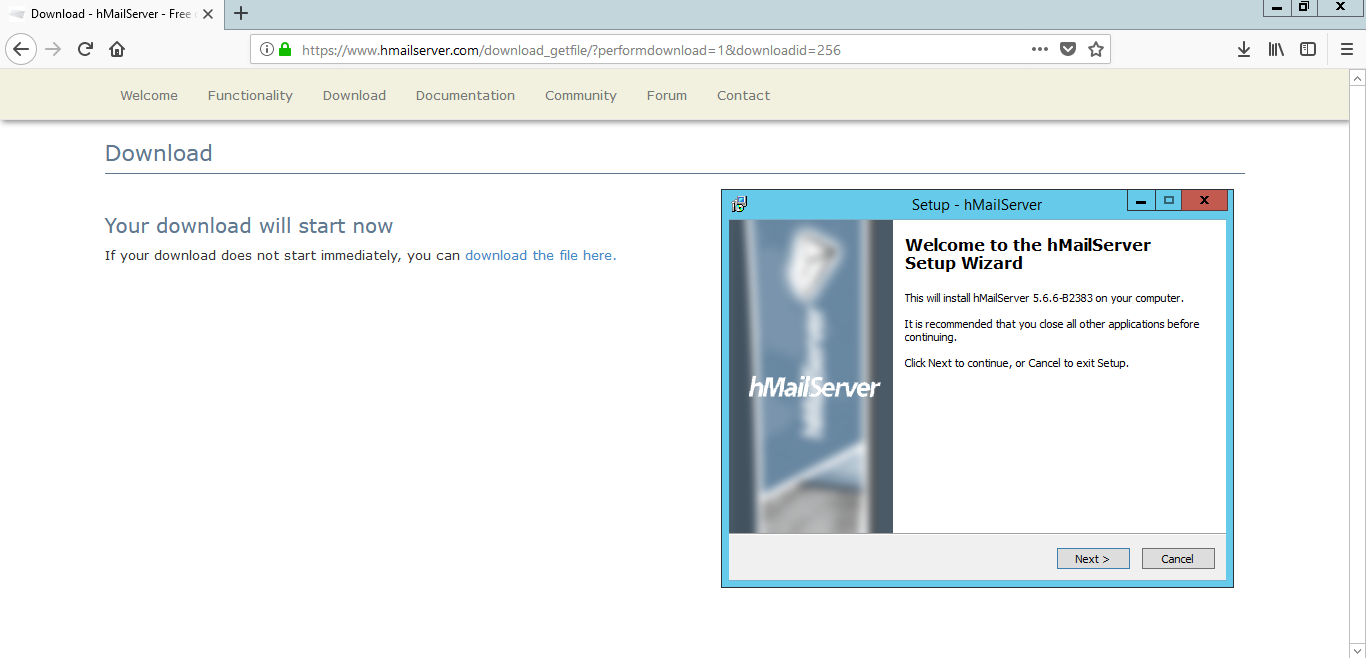 Download - hMailServer - Free
https://www.hmailserver.com/download_getfile/?performdownload=1&downloadid=256
Welcome Functionality Download Documentation Community Forum Contact
Download
Your download will start now
If your download does not start immediately, you can download the file here.
Setup - hMailServer
Welcome to the hMailServer
Setup Wizard
This will install hMailServer 5.6.6-B2383 on your computer.
It is recommended that you close all other applications before
continuing.
Click Next to continue, or Cancel to exit Setup.
hMailServer
Next >
Cancel